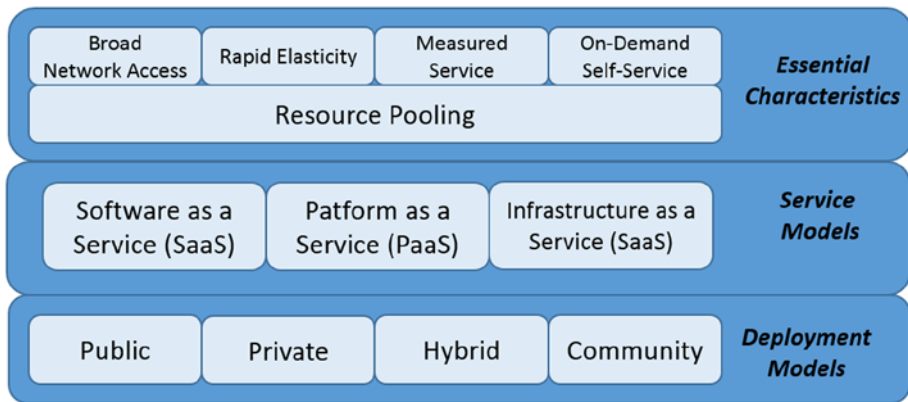 Broad
Network Access
Rapid Elasticity
Measured
Service
On-Demand
Self-Service
Resource Pooling
Essential
Characteristics
Software as a
Service (SaaS)
Patform as a
Service (PaaS)
Infrastructure as a
Service (SaaS)
Service
Models
Public
Private
Hybrid
Community
Deployment
Models